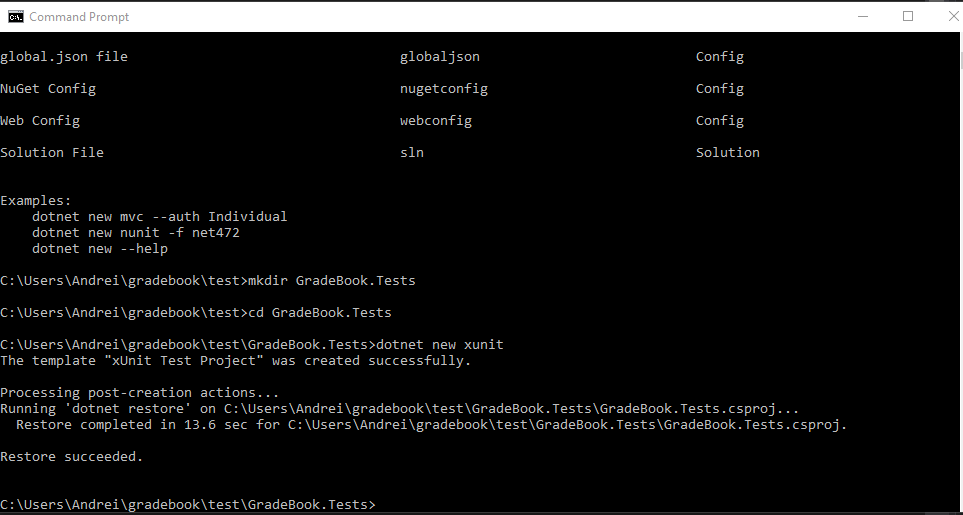 Command Prompt
global.json file globaljson Config
NuGet Config nugetconfig Config
Web Config webconfig Config
Solution File sln Solution
Examples:
dotnet new mvc --auth Individual
dotnet new nunit -f net472
dotnet new --help
C:\Users\Andrei\gradebook\test>mkdir GradeBook.Tests
C:\Users\Andrei\gradebook\test>cd GradeBook.Tests
C:\Users\Andrei\gradebook\test\GradeBook.Tests>dotnet new xunit
The template "xUnit Test Project" was created successfully.
Processing post-creation actions...
Running 'dotnet restore' on C:\Users\Andrei\gradebook\test\GradeBook.Tests\GradeBook.Tests.csproj...
Restore completed in 13.6 sec for C:\Users\Andrei\gradebook\test\GradeBook.Tests\GradeBook.Tests.csproj.
Restore succeeded.
C:\Users\Andrei\gradebook\test\GradeBook.Tests>